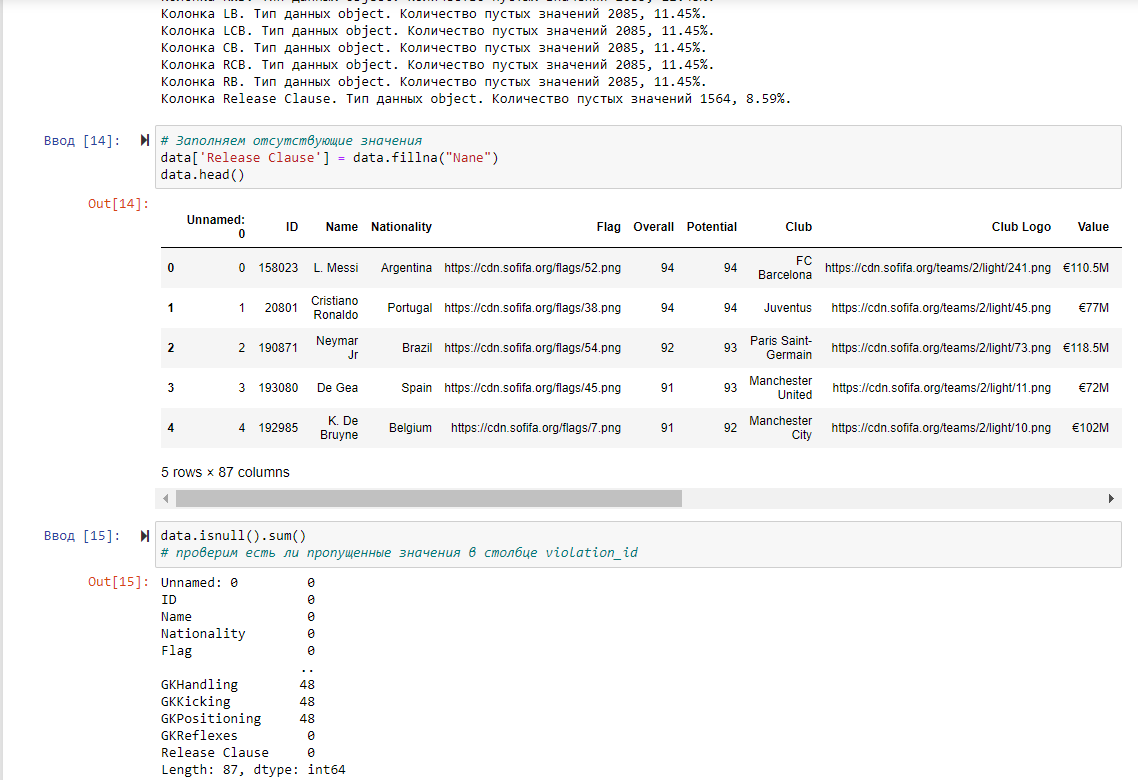 Колонка LB. Тип данных object. Количество пустых значений 2085, 11.45%.
Колонка LCB. Тип данных object. Количество пустых значений 2085, 11.45%.
Колонка CB. Тип данных object. Количество пустых значений 2085, 11.45%.
Колонка RCB. Тип данных object. Количество пустых значений 2085, 11.45%.
Колонка RB. Тип данных object. Количество пустых значений 2085, 11.45%.
Колонка Release Clause. Тип данных object. Количество пустых значений 1564, 8.59%.
Ввод [14]:
# Заполняем отсутствующие значения
data['Release Clause'] = data.fillna("Nane")
data.head()
Out[14]:
Unnamed: 0 ID Name Nationality Flag Overall Potential Club Club Logo Value
0 0 158023 L. Messi Argentina https://cdn.sofifa.org/flags/52.png 94 94 FC Barcelona https://cdn.sofifa.org/teams/2/light/241.png €110.5M
1 1 20801 Cristiano Ronaldo Portugal https://cdn.sofifa.org/flags/38.png 94 94 Juventus https://cdn.sofifa.org/teams/2/light/45.png €77M
2 2 190871 Neymar Jr Brazil https://cdn.sofifa.org/flags/54.png 92 93 Paris Saint-Germain https://cdn.sofifa.org/teams/2/light/73.png €118.5M
3 3 193080 De Gea Spain https://cdn.sofifa.org/flags/45.png 91 93 Manchester United https://cdn.sofifa.org/teams/2/light/11.png €72M
4 4 192985 K. De Bruyne Belgium https://cdn.sofifa.org/flags/7.png 91 92 Manchester City https://cdn.sofifa.org/teams/2/light/10.png €102M
5 rows × 87 columns
Ввод [15]:
data.isnull().sum()
# проверим есть ли пропущенные значения в столбце violation_id
Out[15]:
Unnamed: 0 0
ID 0
Name 0
Nationality 0
Flag 0
..
GKHandling 48
GKKicking 48
GKPositioning 48
GKReflexes 0
Release Clause 0
Length: 87, dtype: int64